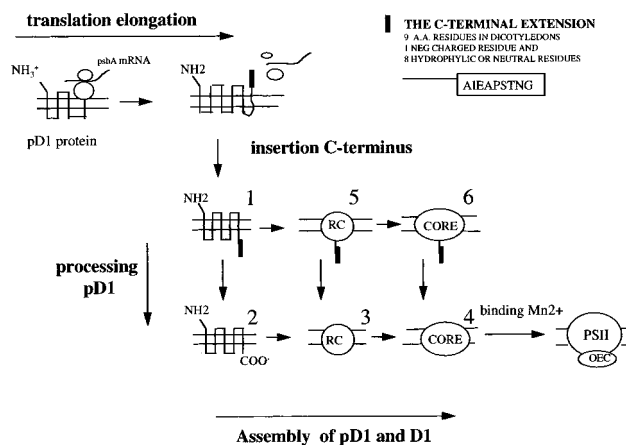 translation elongation
THE C-TERMINAL EXTENSION
9 A.A. RESIDUES IN DICOTYLEDONS
1 NEG CHARGED RESIDUE AND
8 HYDROPHYLIC OR NEUTRAL RESIDUES
AIEAPSTNG
NH3+
psbA mRNA
NH2
pD1 protein
insertion C-terminus
NH2
1
5
6
RC
CORE
processing
pD1
NH2
2
3
4
binding Mn2+
COO-
RC
CORE
PSII
OEC
Assembly of pD1 and D1